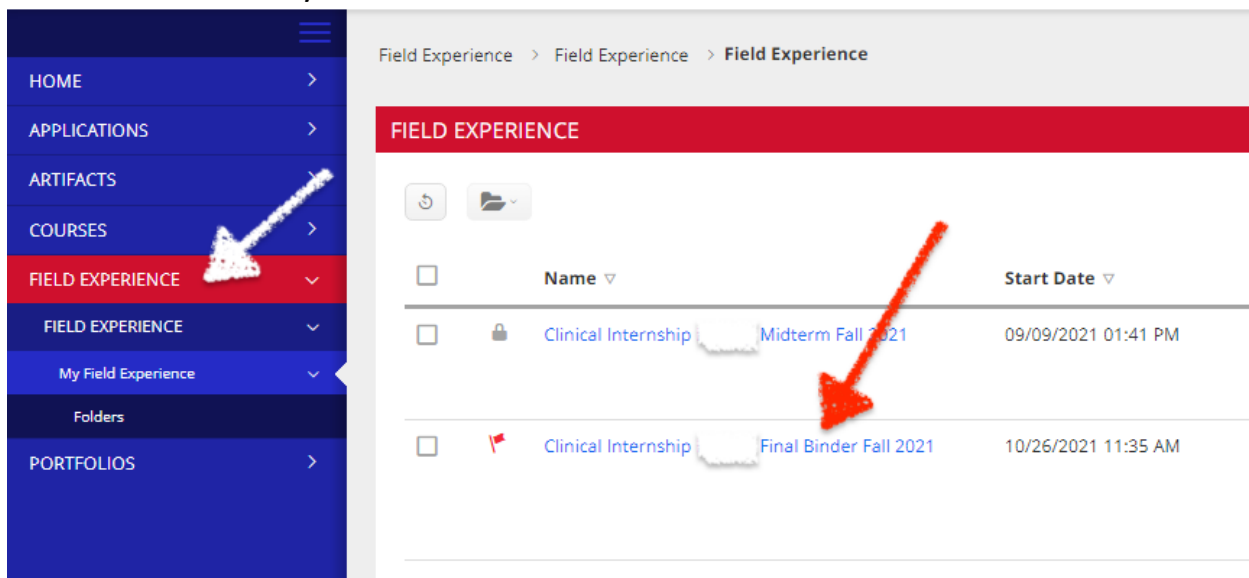 Field Experience > Field Experience > Field Experience
HOME
APPLICATIONS
ARTIFACTS
COURSES
FIELD EXPERIENCE
FIELD EXPERIENCE
My Field Experience
Folders
PORTFOLIOS
FIELD EXPERIENCE
Name Start Date
Clinical Internship Midterm Fall 2021 09/09/2021 01:41 PM
Clinical Internship Final Binder Fall 2021 10/26/2021 11:35 AM